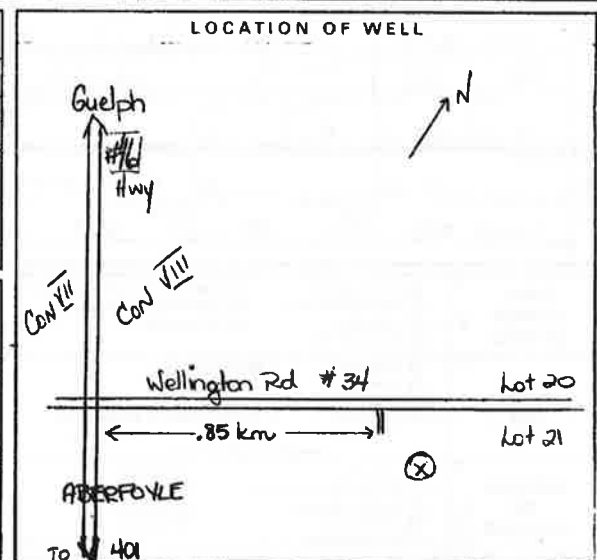 LOCATION OF WELL
Guelph
N
Hwy
CON VII
CON VIII
Wellington Rd #34
Lot 20
.85 km
Lot 21
X
ABERFOYLE
TO 401